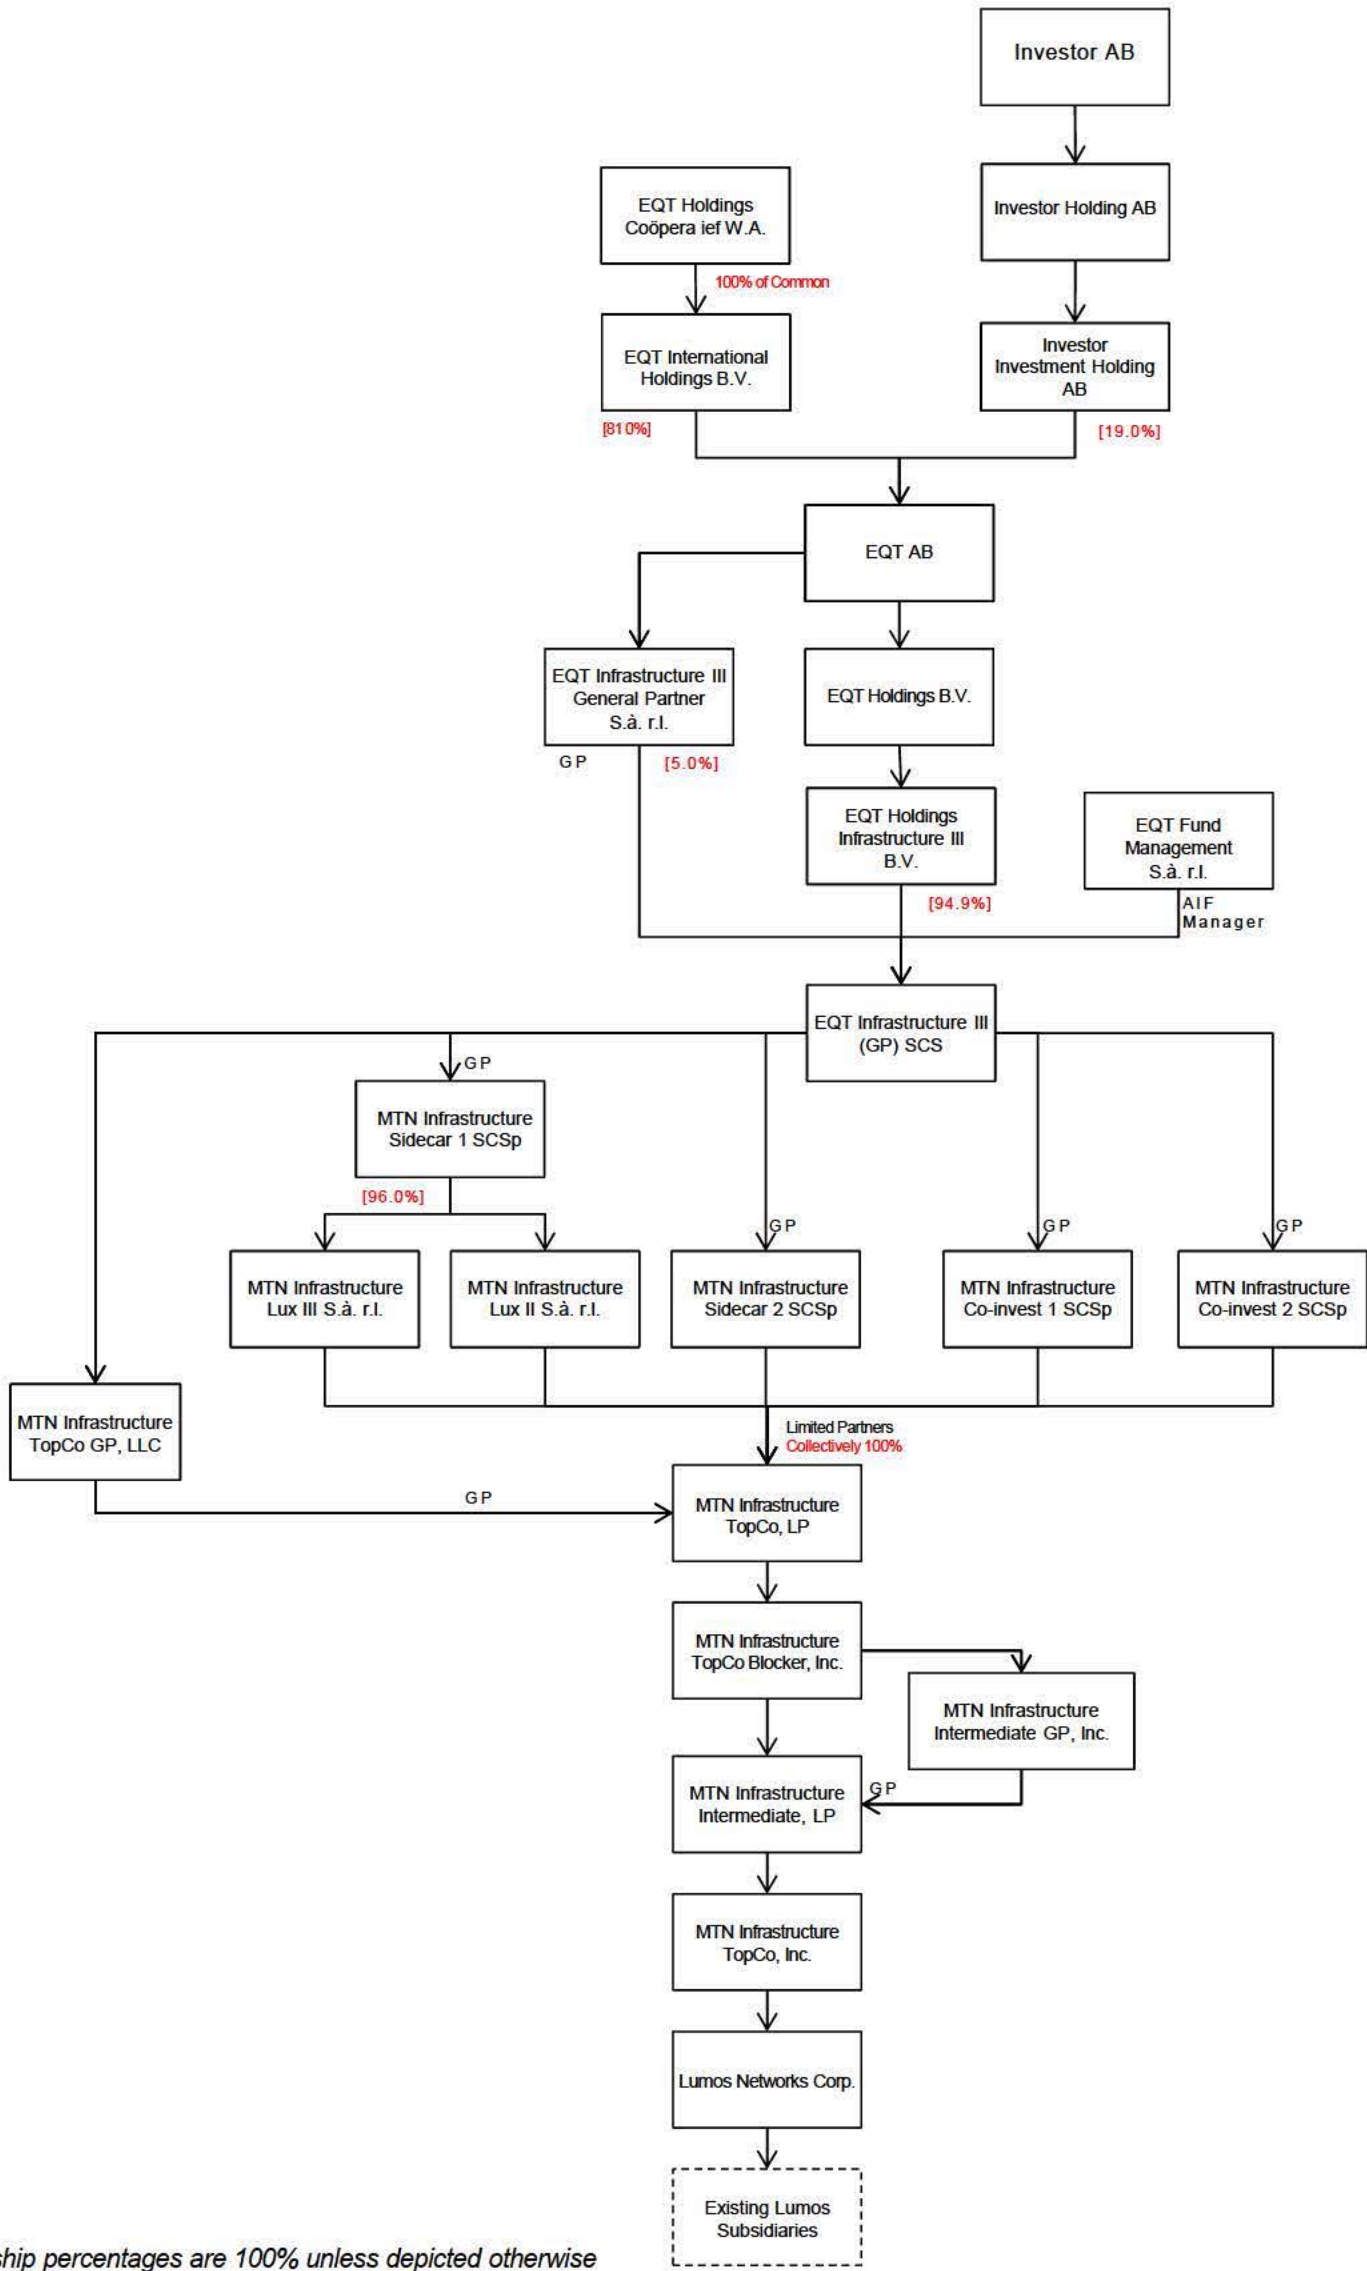 Investor AB
Investor Holding AB
EQT Holdings
Coöpera ief W.A.
100% of Common
EQT International
Holdings B.V.
Investor
Investment Holding
AB
[81 0%]
[19.0%]
EQT AB
EQT Infrastructure III
General Partner
S.à. r.l.
EQT Holdings B.V.
GP
[5.0%]
EQT Holdings
Infrastructure III
B.V.
EQT Fund
Management
S.à. r.l.
[94.9%]
AIF
Manager
EQT Infrastructure III
(GP) SCS
GP
MTN Infrastructure
Sidecar 1 SCSp
[96.0%]
GP
GP
GP
MTN Infrastructure
Lux III S.à. r.l.
MTN Infrastructure
Lux II S.à. r.l.
MTN Infrastructure
Sidecar 2 SCSp
MTN Infrastructure
Co-invest 1 SCSp
MTN Infrastructure
Co-invest 2 SCSp
MTN Infrastructure
TopCo GP, LLC
Limited Partners
Collectively 100%
GP
MTN Infrastructure
TopCo, LP
MTN Infrastructure
TopCo Blocker, Inc.
MTN Infrastructure
Intermediate GP, Inc.
GP
MTN Infrastructure
Intermediate, LP
MTN Infrastructure
TopCo, Inc.
Lumos Networks Corp.
Existing Lumos
Subsidiaries
ship percentages are 100% unless depicted otherwise